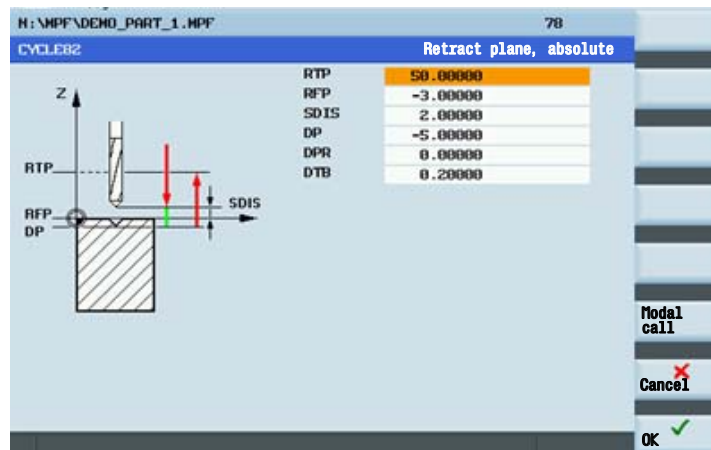 N:\MPF\DEMO_PART_1.MPF 78
CYCLE82 Retract plane, absolute
RTP 50.00000
RFP -3.00000
SDIS 2.00000
DP -5.00000
DPR 0.00000
DTB 0.20000
Z
RTP
SDIS
RFP
DP
Modal
call
Cancel
OK